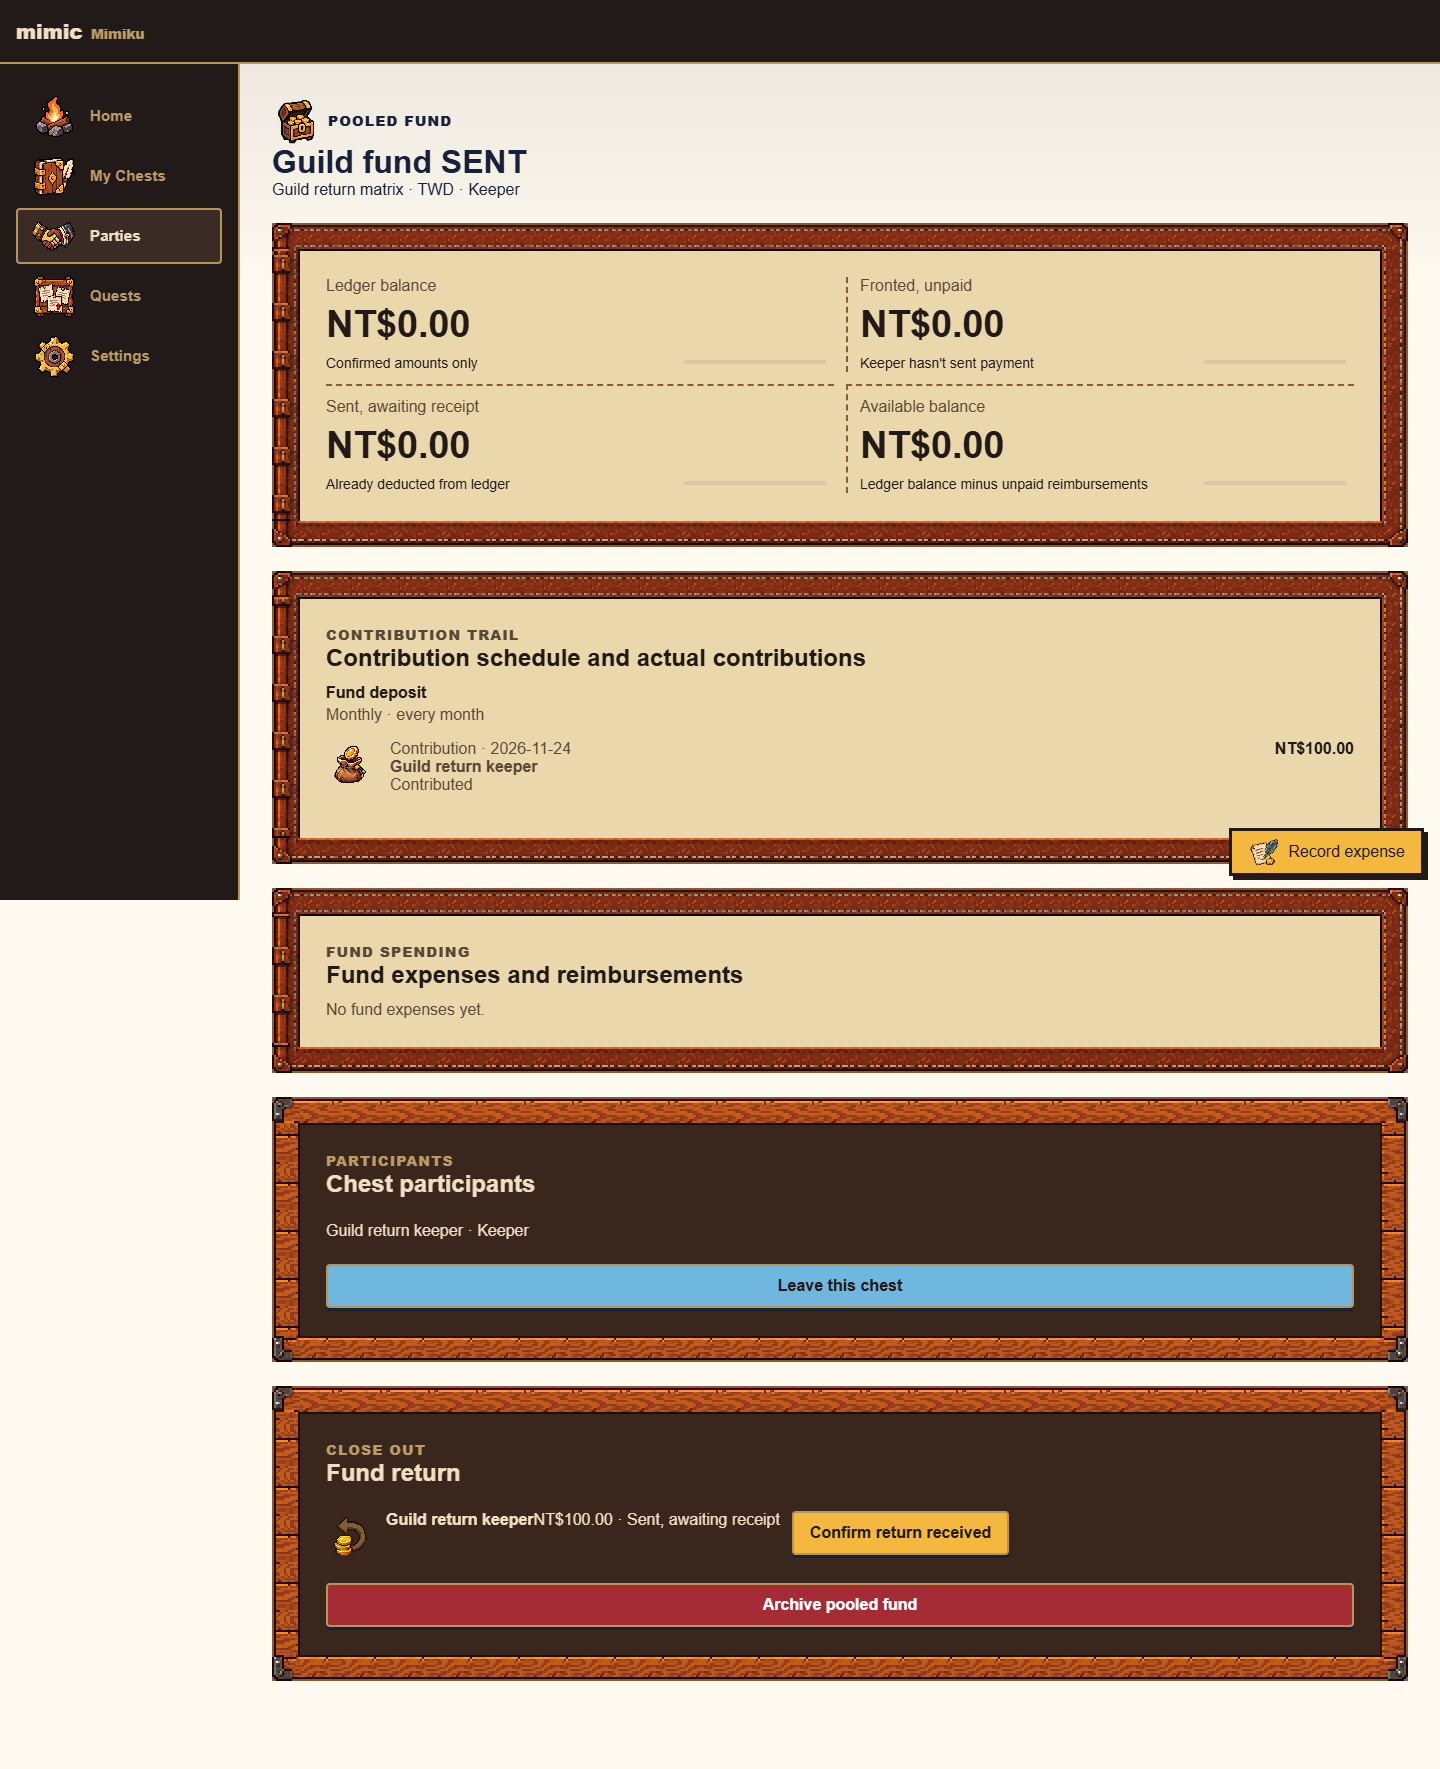 mimic Mimiku
Home
My Chests
Parties
Quests
Settings
POOLED FUND
Guild fund SENT
Guild return matrix · TWD · Keeper
Ledger balance
NT$0.00
Confirmed amounts only
Fronted, unpaid
NT$0.00
Keeper hasn't sent payment
Sent, awaiting receipt
NT$0.00
Already deducted from ledger
Available balance
NT$0.00
Ledger balance minus unpaid reimbursements
CONTRIBUTION TRAIL
Contribution schedule and actual contributions
Fund deposit
Monthly · every month
Contribution · 2026-11-24
NT$100.00
Guild return keeper
Contributed
Record expense
FUND SPENDING
Fund expenses and reimbursements
No fund expenses yet.
PARTICIPANTS
Chest participants
Guild return keeper · Keeper
Leave this chest
CLOSE OUT
Fund return
Guild return keeperNT$100.00 · Sent, awaiting receipt
Confirm return received
Archive pooled fund